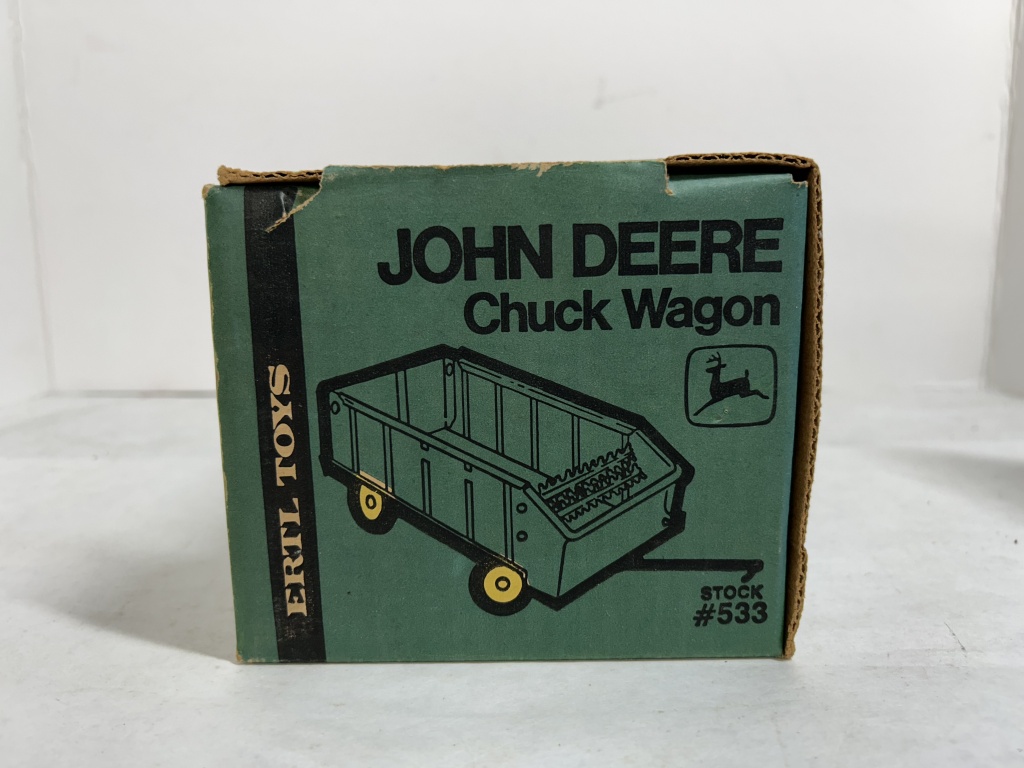 JOHN DEERE
Chuck Wagon
ERTL TOYS
STOCK
#533